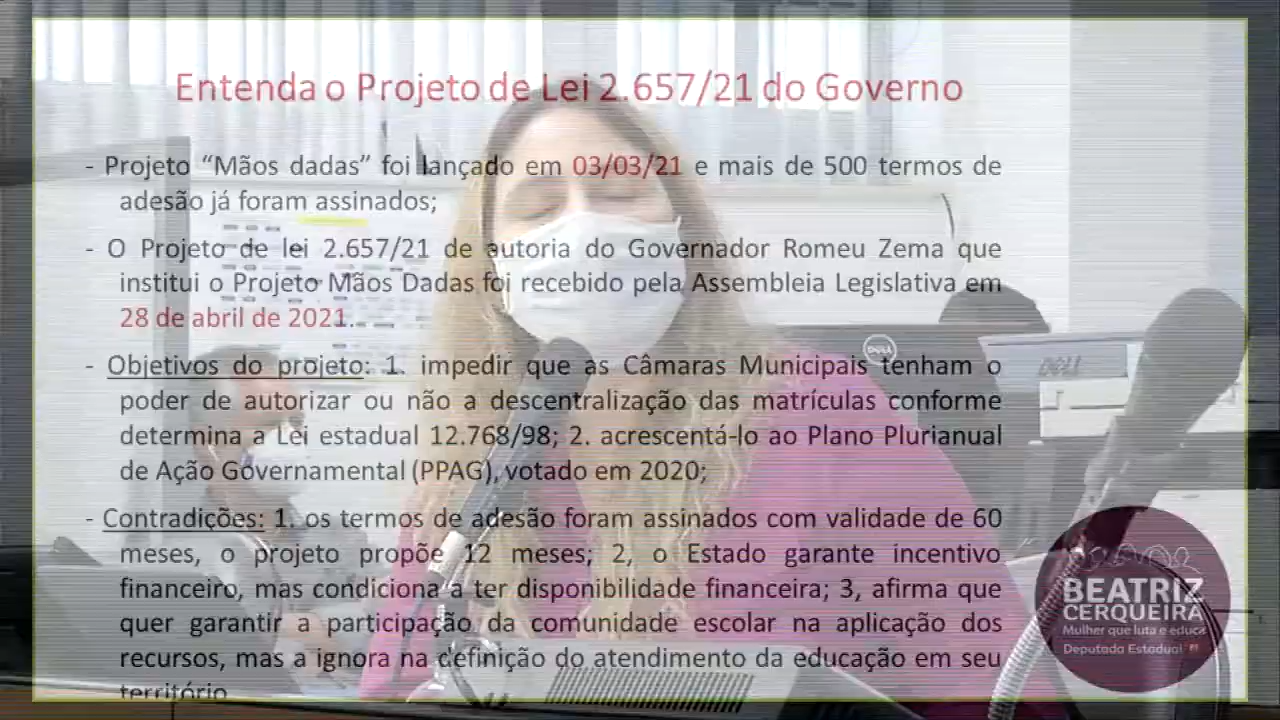 Entenda o Projeto de Lei 2.657/21 do Governo
- Projeto “Mãos dadas” foi lançado em 03/03/21 e mais de 500 termos de
adesão já foram assinados;
- O Projeto de lei 2.657/21 de autoria do Governador Romeu Zema que
institui o Projeto Mãos Dadas foi recebido pela Assembleia Legislativa em
28 de abril de 2021.
- Objetivos do projeto: 1. impedir que as Câmaras Municipais tenham o
poder de autorizar ou não a descentralização das matrículas conforme
determina a Lei estadual 12.768/98; 2. acrescentá-lo ao Plano Plurianual
de Ação Governamental (PPAG), votado em 2020;
- Contradições: 1. os termos de adesão foram assinados com validade de 60
meses, o projeto propõe 12 meses; 2, o Estado garante incentivo
financeiro, mas condiciona a ter disponibilidade financeira; 3, afirma que
quer garantir a participação da comunidade escolar na aplicação dos
recursos, mas a ignora na definição do atendimento da educação em seu
território
DELL
DELL
BEATRIZ
CERQUEIRA
Mulher que luta e educa
Deputada Estadual